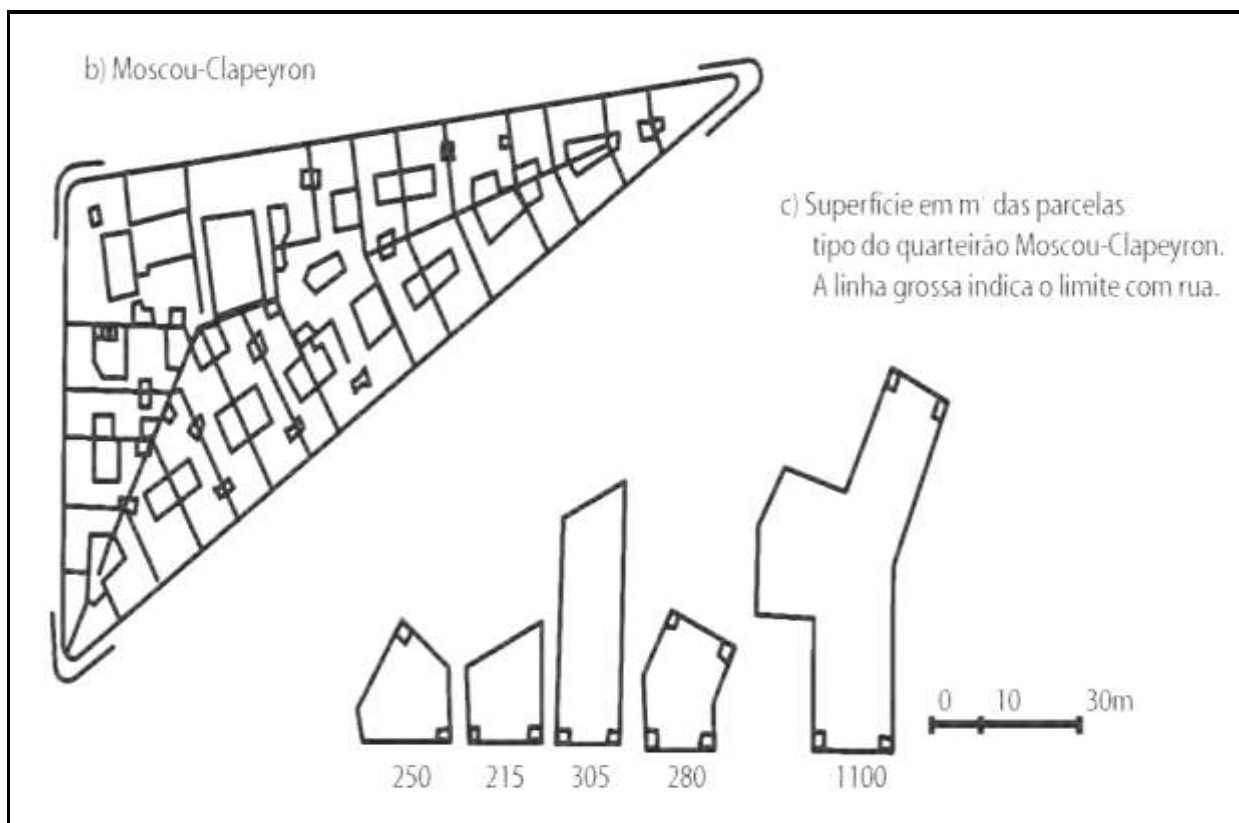 b) Moscou-Clapeyron
c) Superfície em m' das parcelas
tipo do quarteirão Moscou-Clapeyron.
A linha grossa indica o limite com rua.
0 10 30m
250 215 305 280 1100